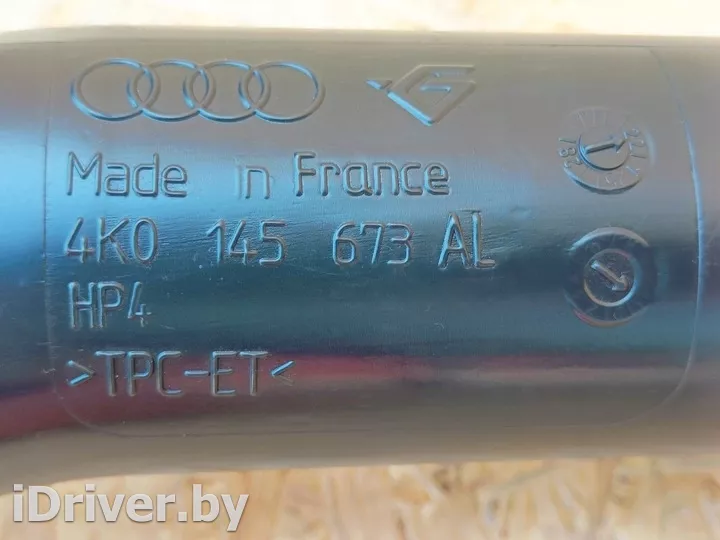 Made in France
4K0 145 673 AL
HP4
>TPC-ET<
iDriver.by